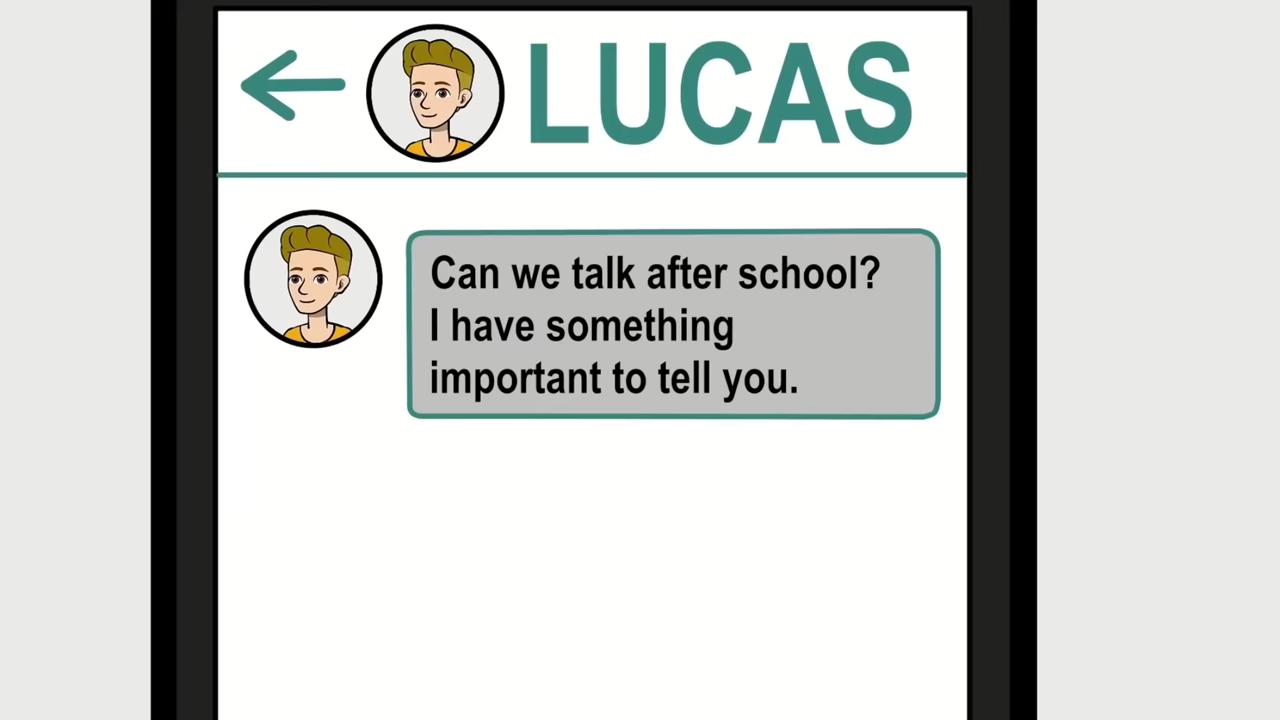 LUCAS
Can we talk after school?
I have something
important to tell you.